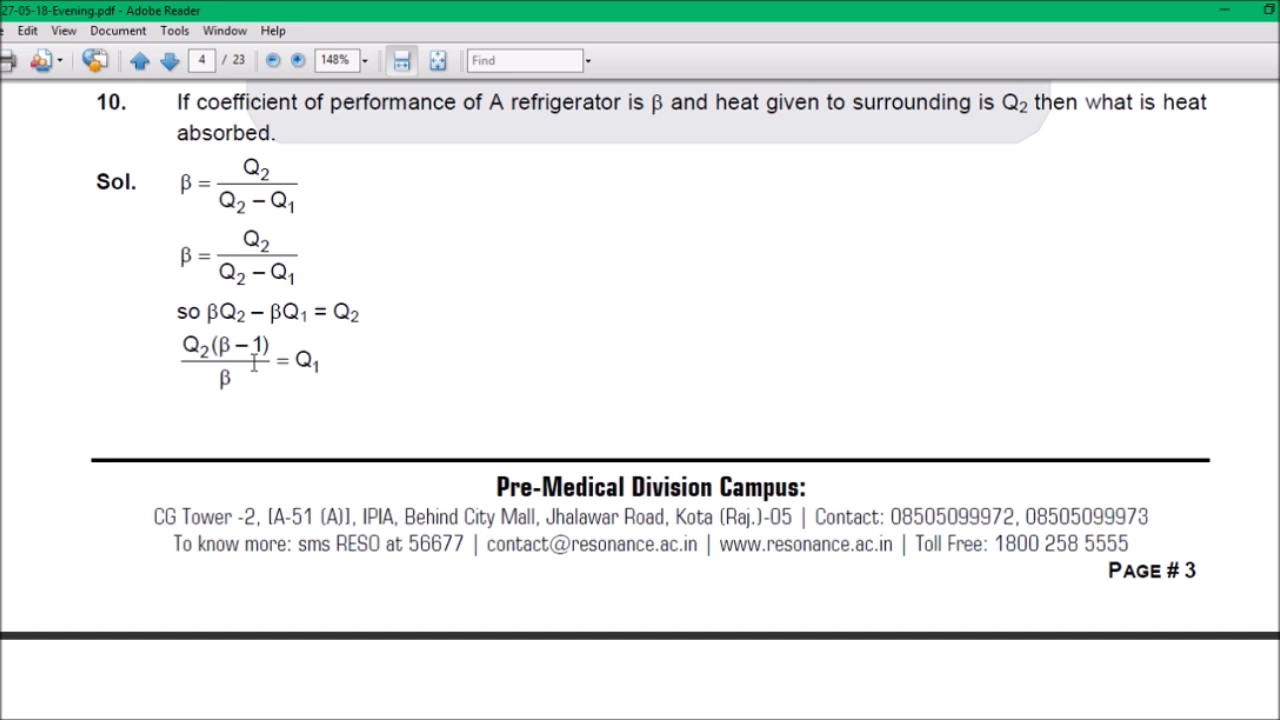 27-05-18-Evening.pdf - Adobe Reader
Edit View Document Tools Window Help
4 / 23 148% Find
10. If coefficient of performance of A refrigerator is β and heat given to surrounding is Q₂ then what is heat
absorbed.
Sol. β = Q₂ / (Q₂ – Q₁)
β = Q₂ / (Q₂ – Q₁)
so βQ₂ – βQ₁ = Q₂
Q₂(β – 1) / β = Q₁
Pre-Medical Division Campus:
CG Tower -2, [A-51 (A)], IPIA, Behind City Mall, Jhalawar Road, Kota (Raj.)-05 | Contact: 08505099972, 08505099973
To know more: sms RESO at 56677 | contact@resonance.ac.in | www.resonance.ac.in | Toll Free: 1800 258 5555
PAGE # 3